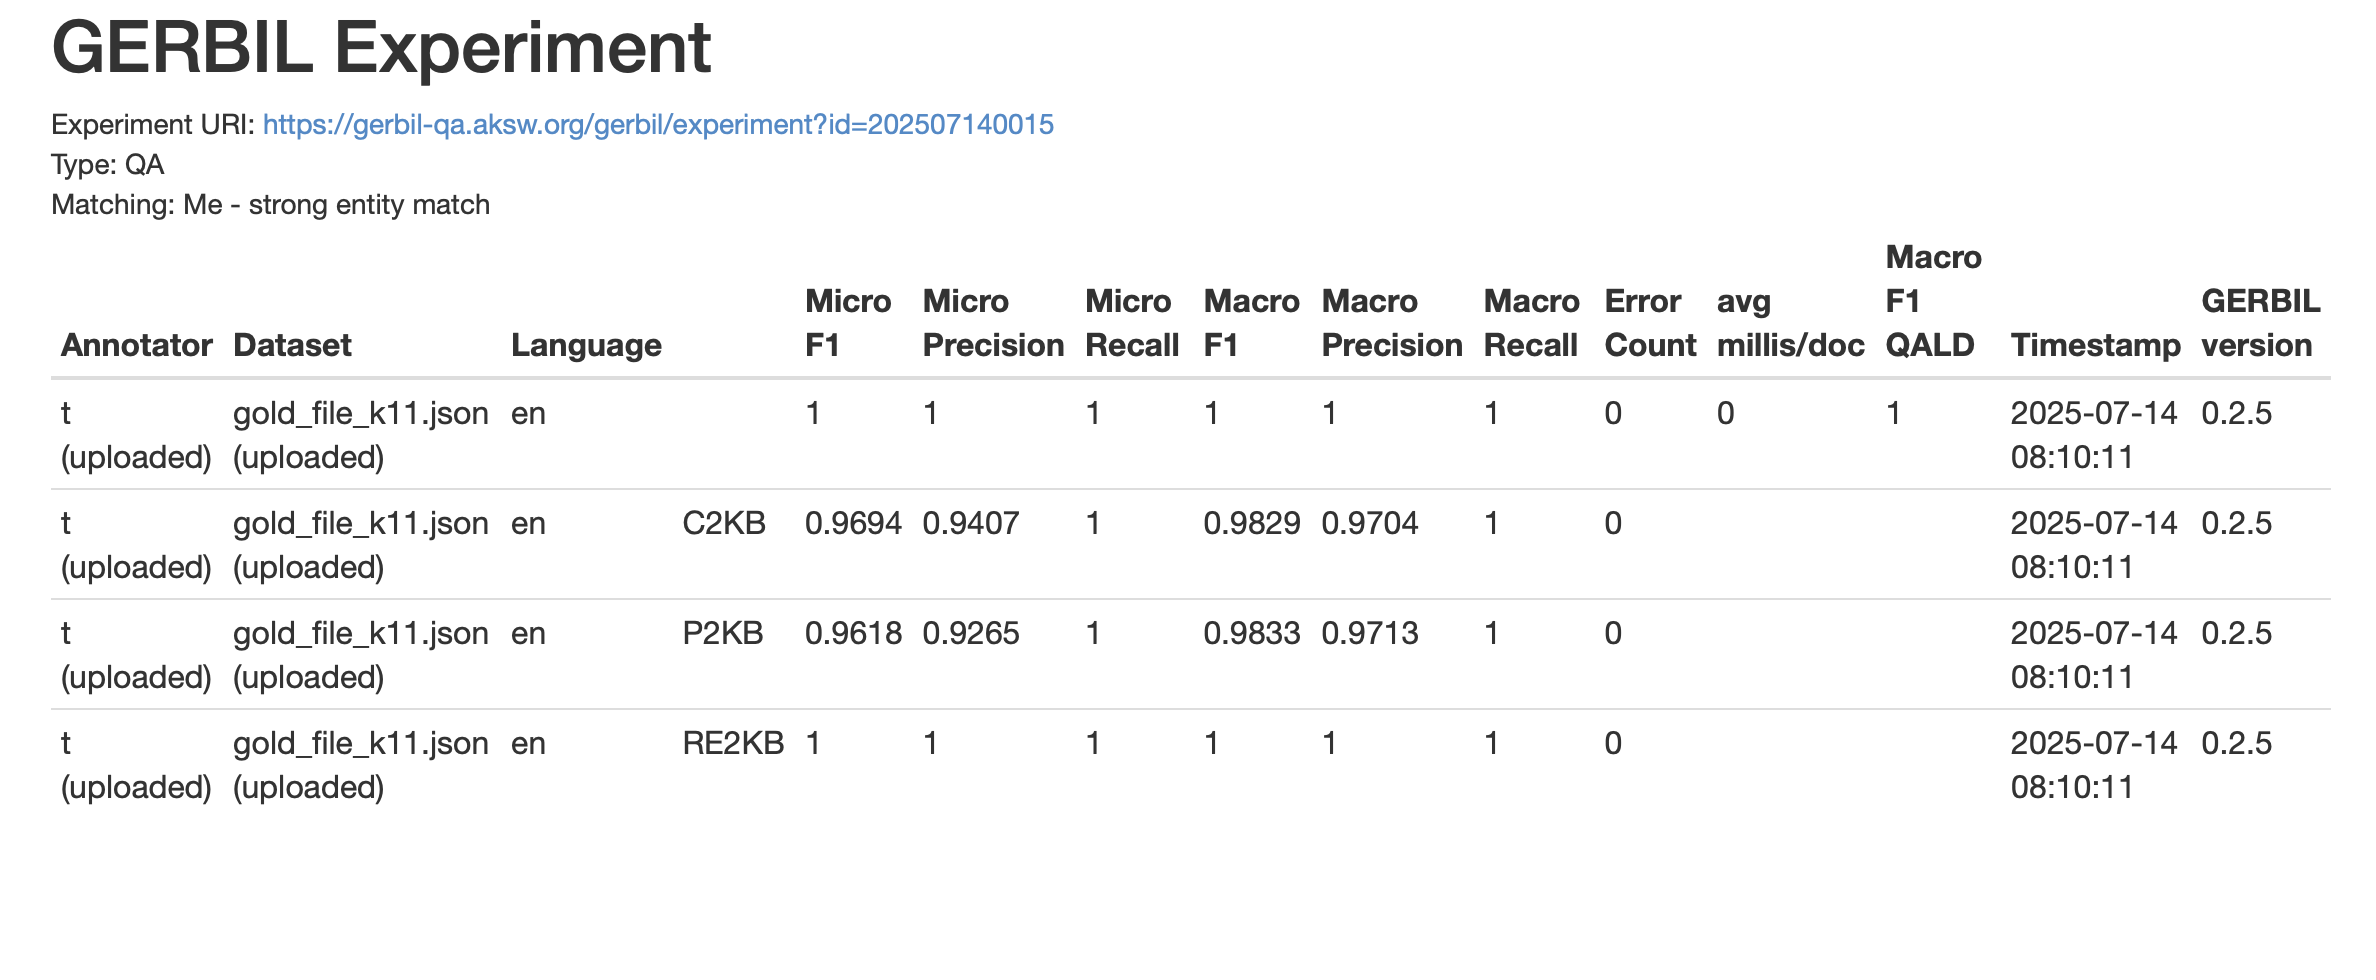 GERBIL Experiment
Experiment URI: https://gerbil-qa.aksw.org/gerbil/experiment?id=202507140015
Type: QA
Matching: Me - strong entity match
Annotator Dataset Language Micro F1 Micro Precision Micro Recall Macro F1 Macro Precision Macro Recall Error Count avg millis/doc Macro F1 QALD Timestamp GERBIL version
t (uploaded) gold_file_k11.json (uploaded) en 1 1 1 1 1 1 0 0 1 2025-07-14 08:10:11 0.2.5
t (uploaded) gold_file_k11.json (uploaded) en C2KB 0.9694 0.9407 1 0.9829 0.9704 1 0 2025-07-14 08:10:11 0.2.5
t (uploaded) gold_file_k11.json (uploaded) en P2KB 0.9618 0.9265 1 0.9833 0.9713 1 0 2025-07-14 08:10:11 0.2.5
t (uploaded) gold_file_k11.json (uploaded) en RE2KB 1 1 1 1 1 1 0 2025-07-14 08:10:11 0.2.5